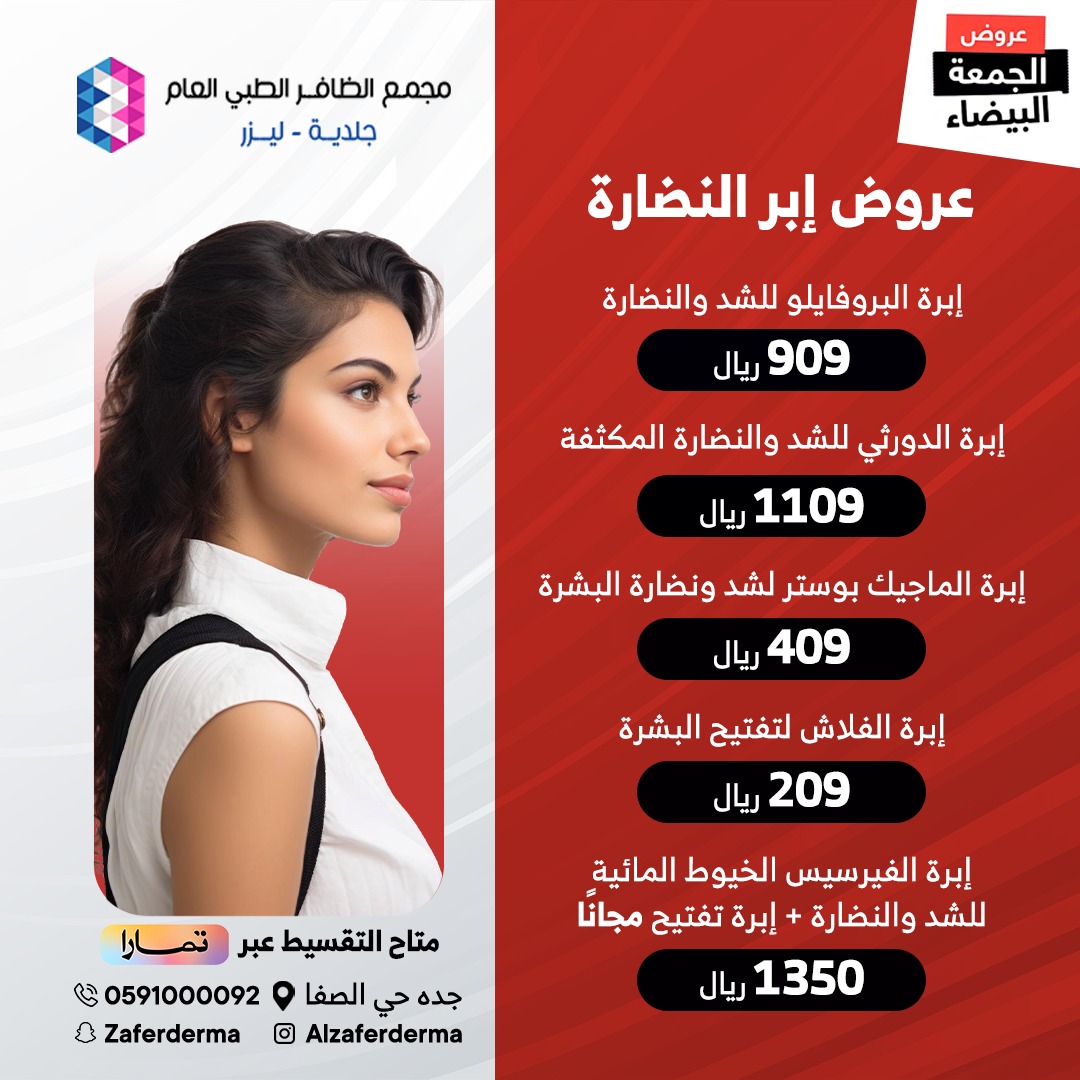 عروض
الجمعة
البيضاء
مجمع الظافر الطبي العام
جلدية - ليزر
عروض إبر النضارة
إبرة البروفايلو للشد والنضارة
909 ريال
إبرة الدورثي للشد والنضارة المكثفة
1109 ريال
إبرة الماجيك بوستر لشد ونضارة البشرة
409 ريال
إبرة الفلاش لتفتيح البشرة
209 ريال
إبرة الفيرسيس الخيوط المائية
للشد والنضارة + إبرة تفتيح مجانًا
1350 ريال
متاح التقسيط عبر تمارا
جده حي الصفا 0591000092
Zaferderma Alzaferderma